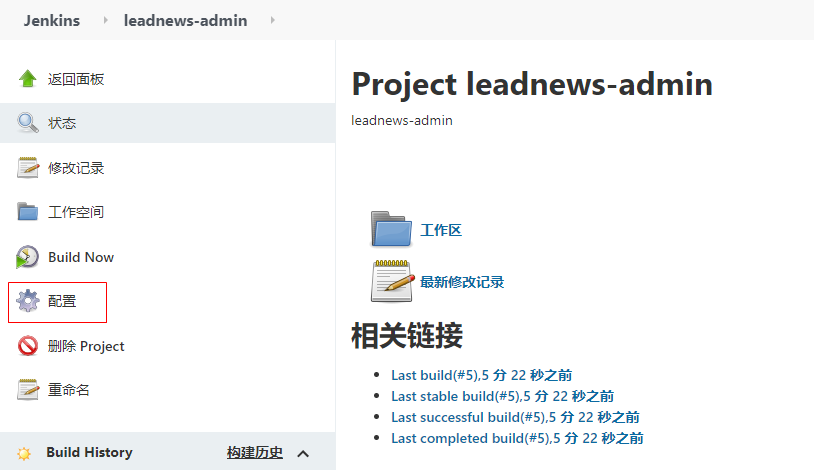 Jenkins leadnews-admin
返回面板
状态
修改记录
工作空间
Build Now
配置
删除 Project
重命名
Build History 构建历史
Project leadnews-admin
leadnews-admin
工作区
最新修改记录
相关链接
Last build(#5),5 分 22 秒之前
Last stable build(#5),5 分 22 秒之前
Last successful build(#5),5 分 22 秒之前
Last completed build(#5),5 分 22 秒之前